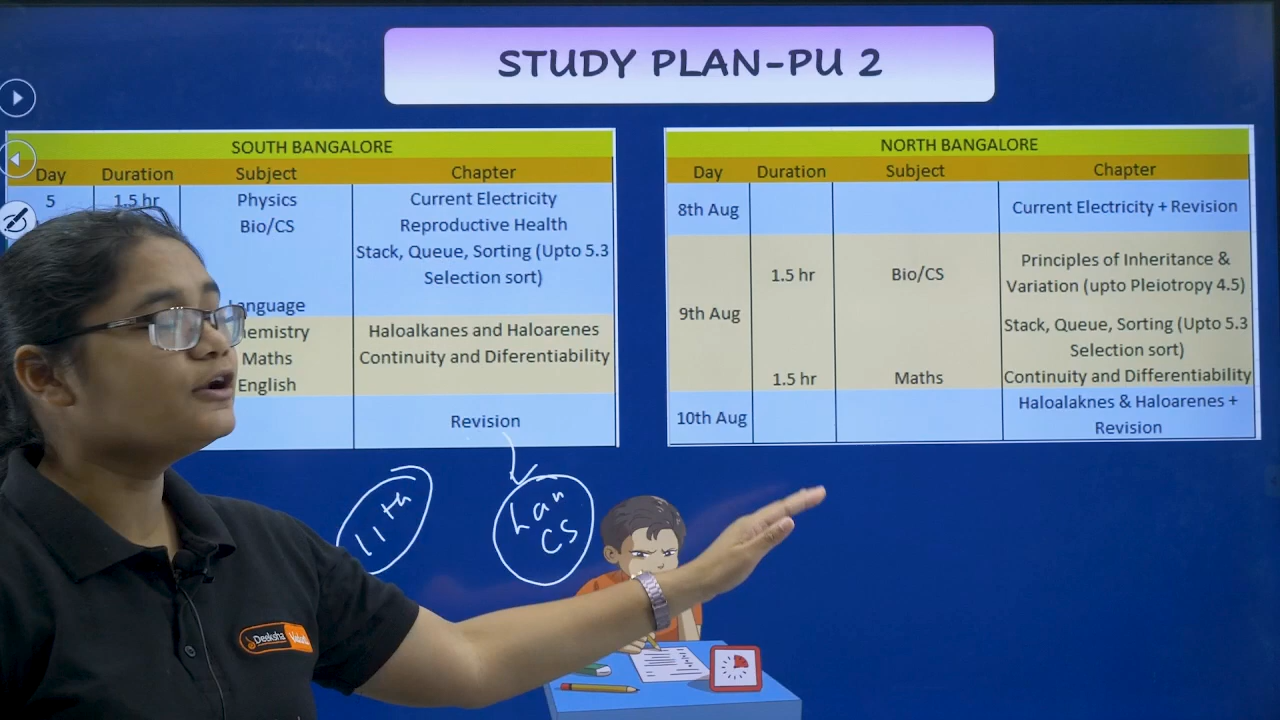 STUDY PLAN-PU 2
SOUTH BANGALORE
Day Duration Subject Chapter
5 1.5 hr Physics Current Electricity
Bio/CS Reproductive Health
Stack, Queue, Sorting (Upto 5.3
Selection sort)
Language
hemistry Haloalkanes and Haloarenes
Maths Continuity and Diferentiability
English
Revision
NORTH BANGALORE
Day Duration Subject Chapter
8th Aug Current Electricity + Revision
9th Aug 1.5 hr Bio/CS Principles of Inheritance &
Variation (upto Pleiotropy 4.5)
Stack, Queue, Sorting (Upto 5.3
Selection sort)
1.5 hr Maths Continuity and Differentiability
10th Aug Haloalaknes & Haloarenes +
Revision
11th
Lan
CS
Deeksha